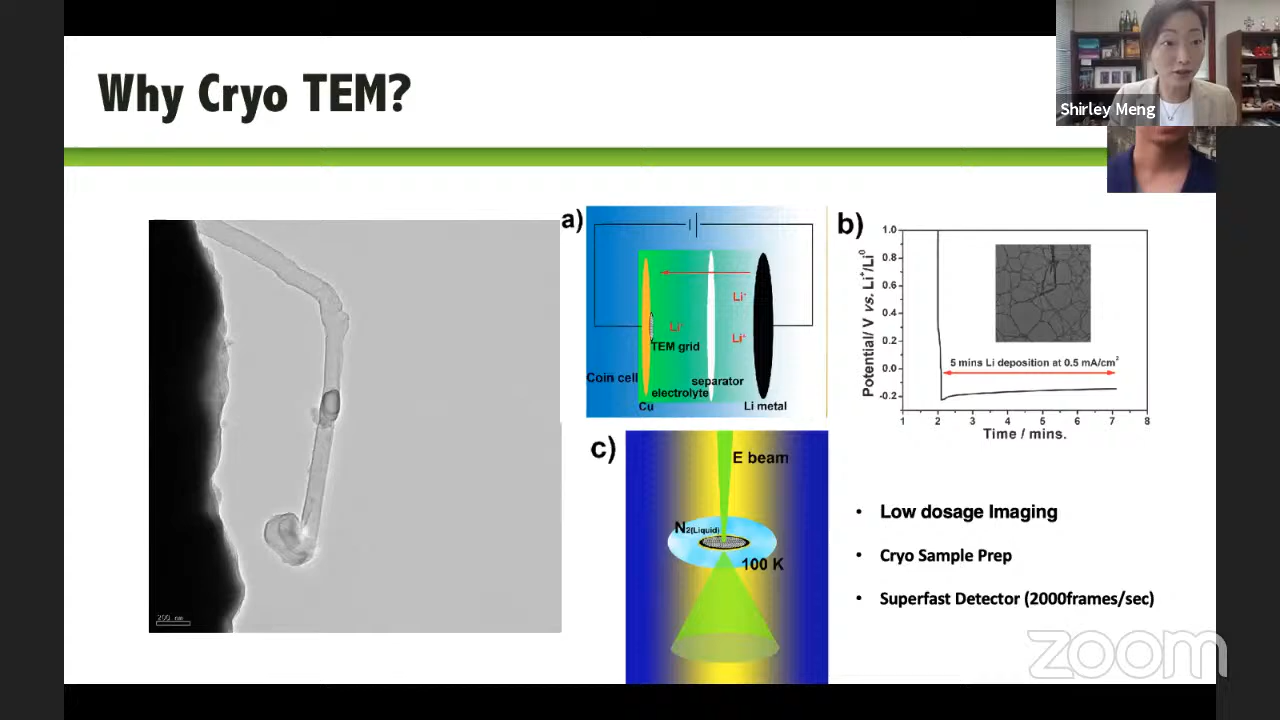 Why Cryo TEM?
Shirley Meng
200 nm
a)
Li⁺
Li⁺
Li⁺
TEM grid
Coin cell
separator
electrolyte
Cu
Li metal
b)
Potential/ V vs. Li⁺/Li⁰
1.0
0.8
0.6
0.4
0.2
0.0
-0.2
5 mins Li deposition at 0.5 mA/cm²
1 2 3 4 5 6 7 8
Time / mins.
c)
E beam
N2(Liquid)
100 K
• Low dosage Imaging
• Cryo Sample Prep
• Superfast Detector (2000frames/sec)
zoom